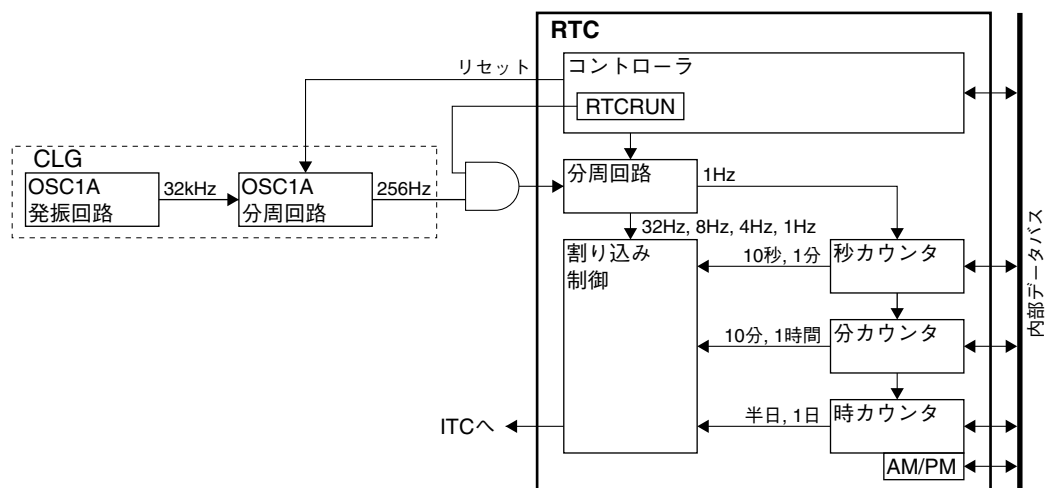 RTC
リセット
コントローラ
RTCRUN
CLG
OSC1A
発振回路
32kHz
OSC1A
分周回路
256Hz
分周回路
1Hz
32Hz, 8Hz, 4Hz, 1Hz
割り込み
制御
10秒, 1分
秒カウンタ
10分, 1時間
分カウンタ
半日, 1日
時カウンタ
AM/PM
ITCへ
内部データバス